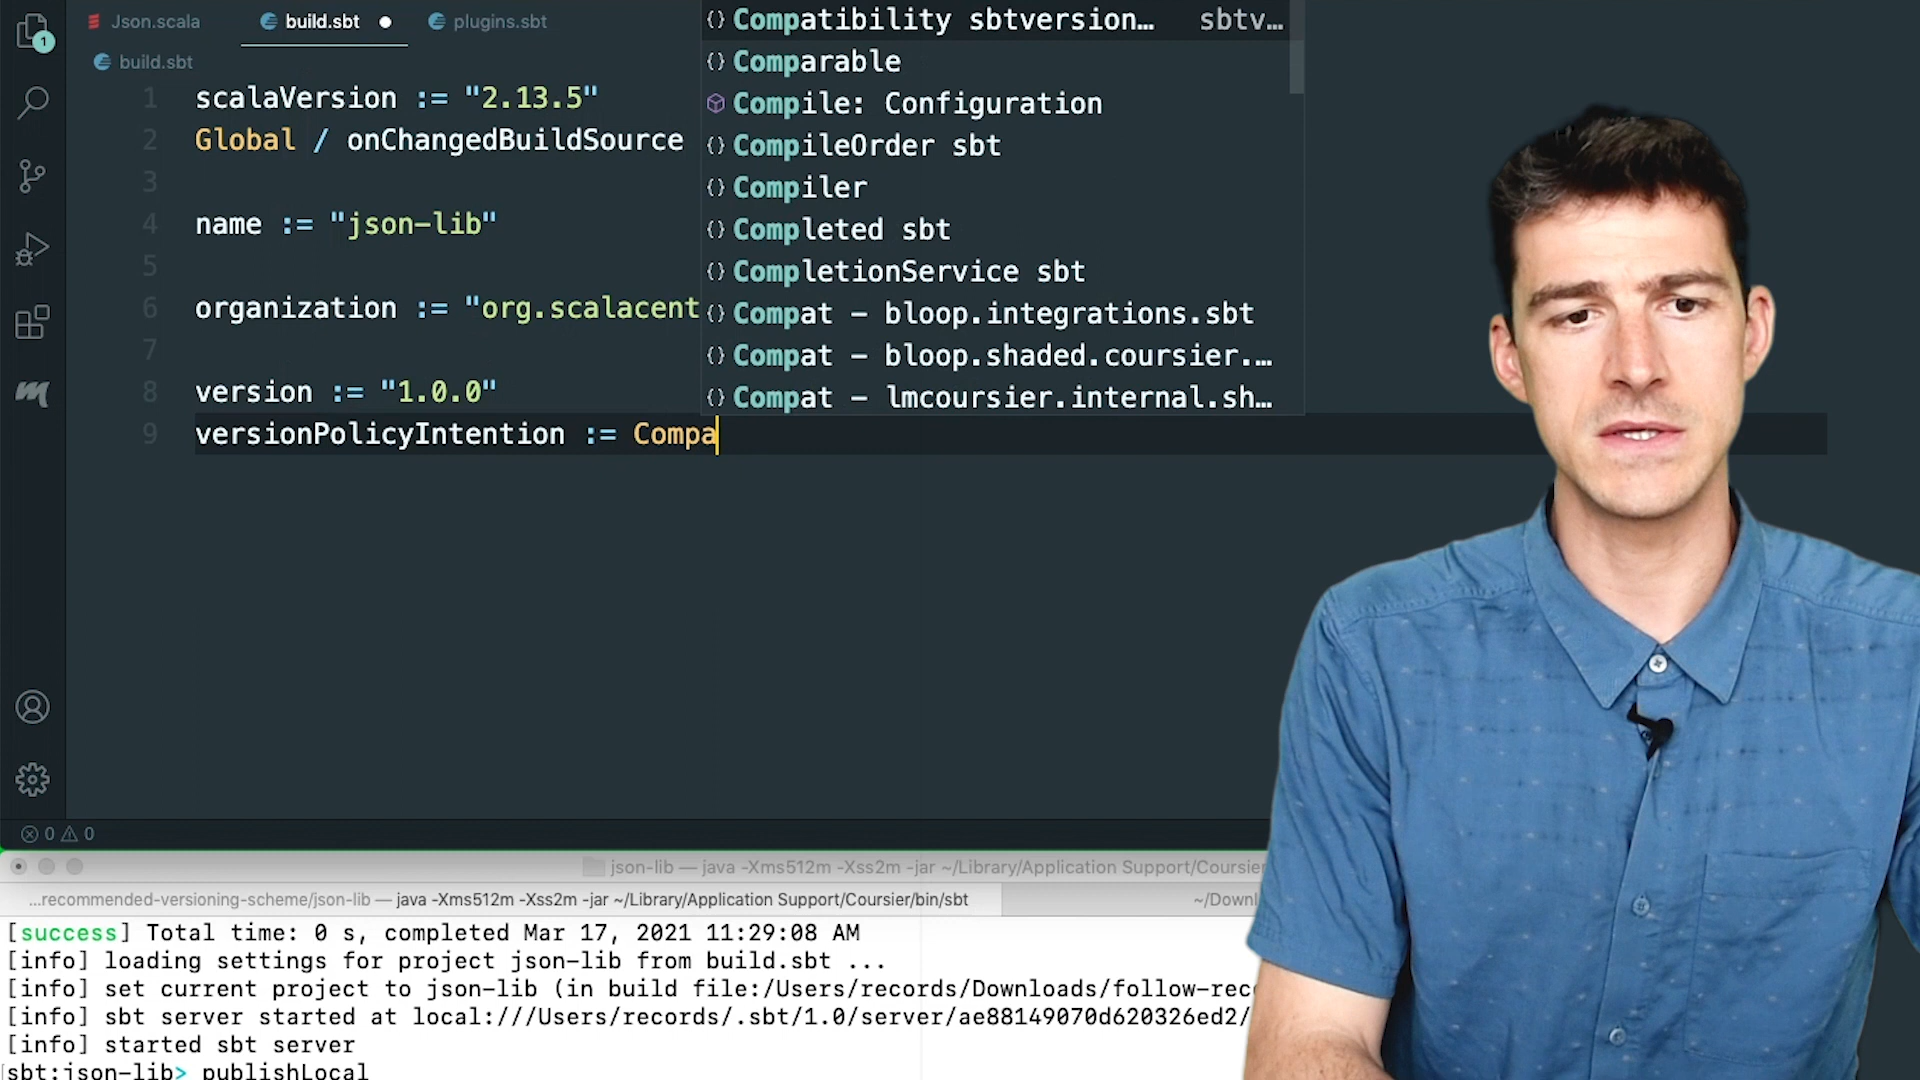 Json.scala
build.sbt
plugins.sbt
build.sbt
1
1 scalaVersion := "2.13.5"
2 Global / onChangedBuildSource
3
4 name := "json-lib"
5
6 organization := "org.scalacent
7
8 version := "1.0.0"
9 versionPolicyIntention := Compa
Compatibility sbtversion… sbtv…
Comparable
Compile: Configuration
CompileOrder sbt
Compiler
Completed sbt
CompletionService sbt
Compat – bloop.integrations.sbt
Compat – bloop.shaded.coursier.…
Compat – lmcoursier.internal.sh…
0 0
json-lib — java -Xms512m -Xss2m -jar ~/Library/Application Support/Coursier
...recommended-versioning-scheme/json-lib — java -Xms512m -Xss2m -jar ~/Library/Application Support/Coursier/bin/sbt
~/Downl
[success] Total time: 0 s, completed Mar 17, 2021 11:29:08 AM
[info] loading settings for project json-lib from build.sbt ...
[info] set current project to json-lib (in build file:/Users/records/Downloads/follow-rec
[info] sbt server started at local:///Users/records/.sbt/1.0/server/ae88149070d620326ed2/
[info] started sbt server
[sbt:json-lib> publishLocal